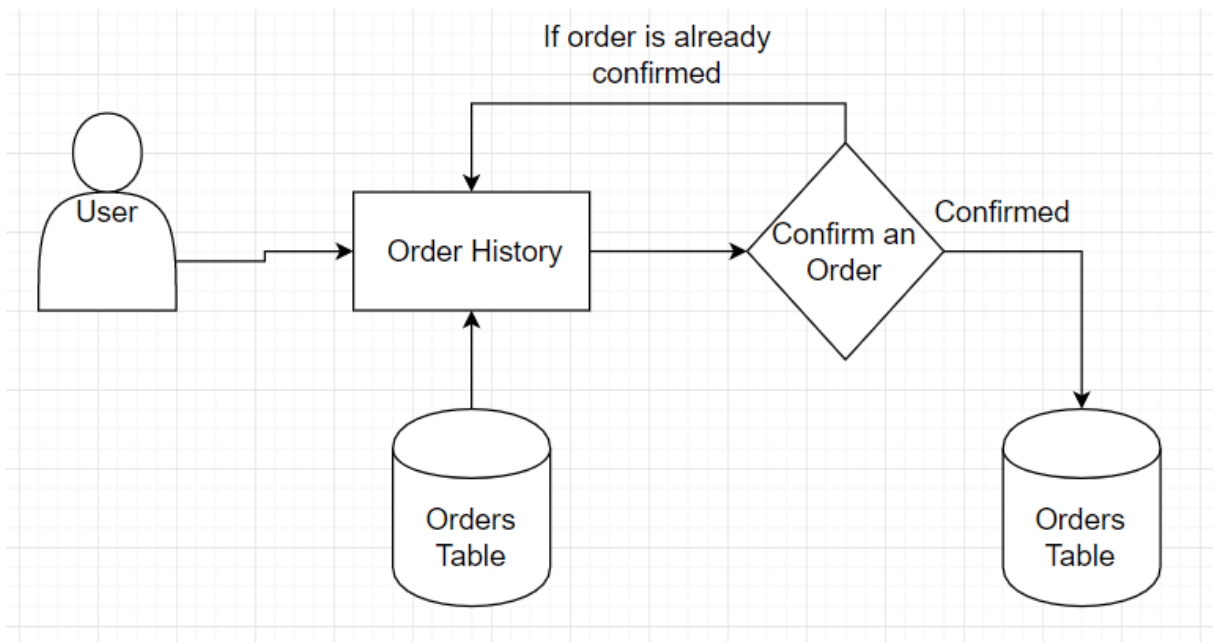 If order is already
confirmed
User
Order History
Confirm an
Order
Confirmed
Orders
Table
Orders
Table